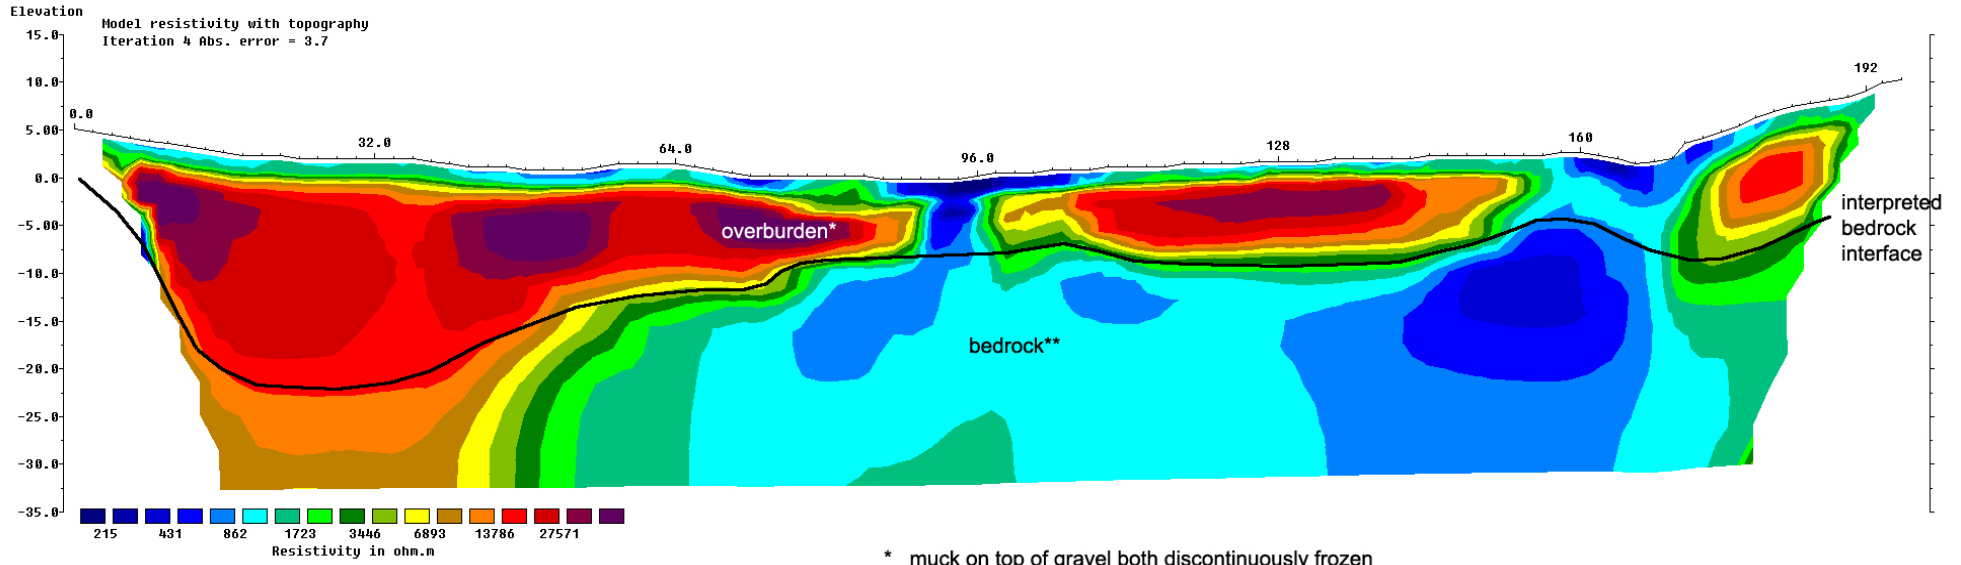 Elevation
Model resistivity with topography
Iteration 4 Abs. error = 3.7
15.0
10.0
5.00
0.0
-5.00
-10.0
-15.0
-20.0
-25.0
-30.0
-35.0
0.0
32.0
64.0
96.0
128
160
192
overburden*
bedrock**
interpreted
bedrock
interface
215 431 862 1723 3446 6893 13786 27571
Resistivity in ohm.m
* muck on top of gravel both discontinuously frozen